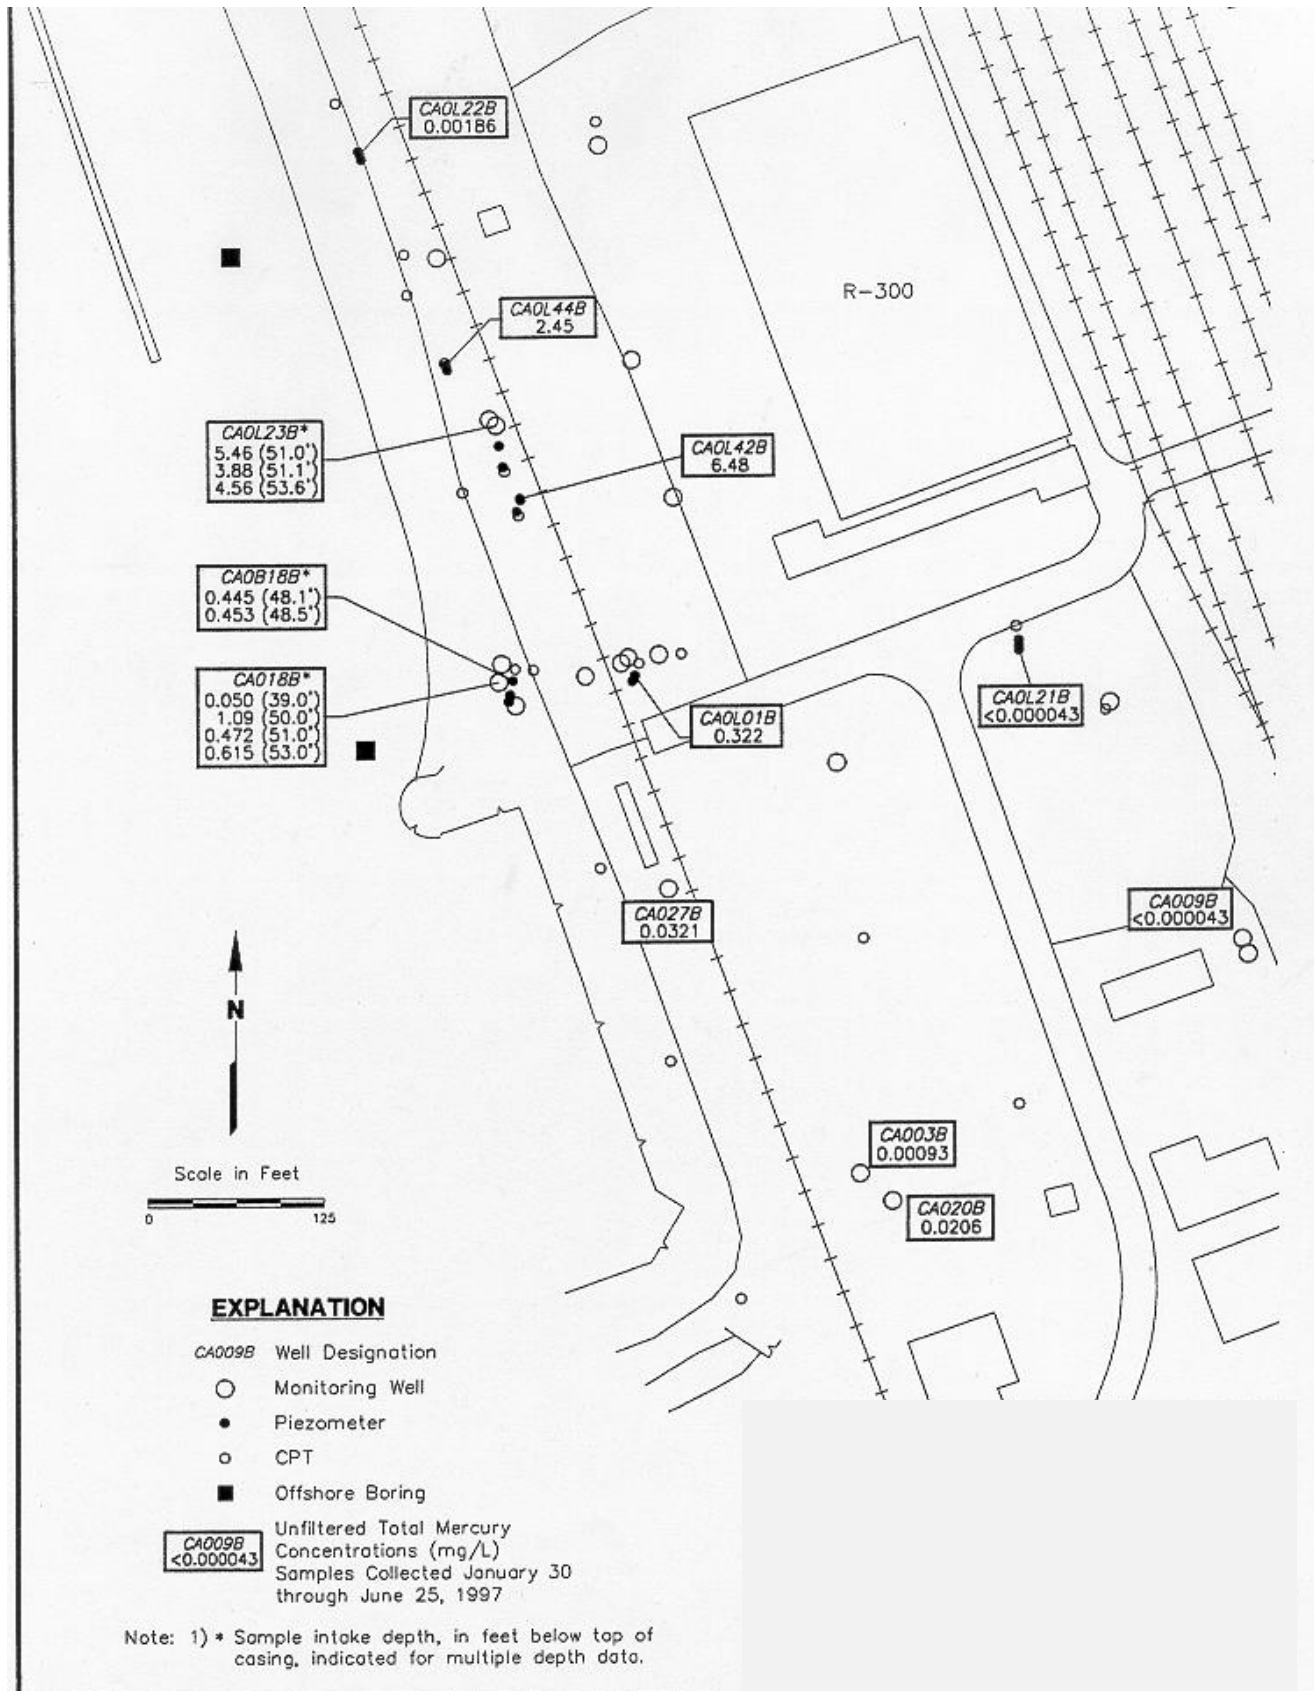 CA0L22B
0.00186
R-300
CA0L44B
2.45
CA0L23B*
5.46 (51.0')
3.88 (51.1')
4.56 (53.6')
CA0L42B
6.48
CA0B18B*
0.445 (48.1')
0.453 (48.5')
CA018B*
0.050 (39.0')
1.09 (50.0')
0.472 (51.0')
0.615 (53.0')
CA0L21B
<0.000043
CA0L01B
0.322
CA027B
0.0321
CA009B
<0.000043
N
CA003B
0.00093
CA020B
0.0206
Scale in Feet
0 125
EXPLANATION
CA009B Well Designation
Monitoring Well
Piezometer
CPT
Offshore Boring
CA009B
<0.000043
Unfiltered Total Mercury
Concentrations (mg/L)
Samples Collected January 30
through June 25, 1997
Note: 1) * Sample intake depth, in feet below top of
casing, indicated for multiple depth data.